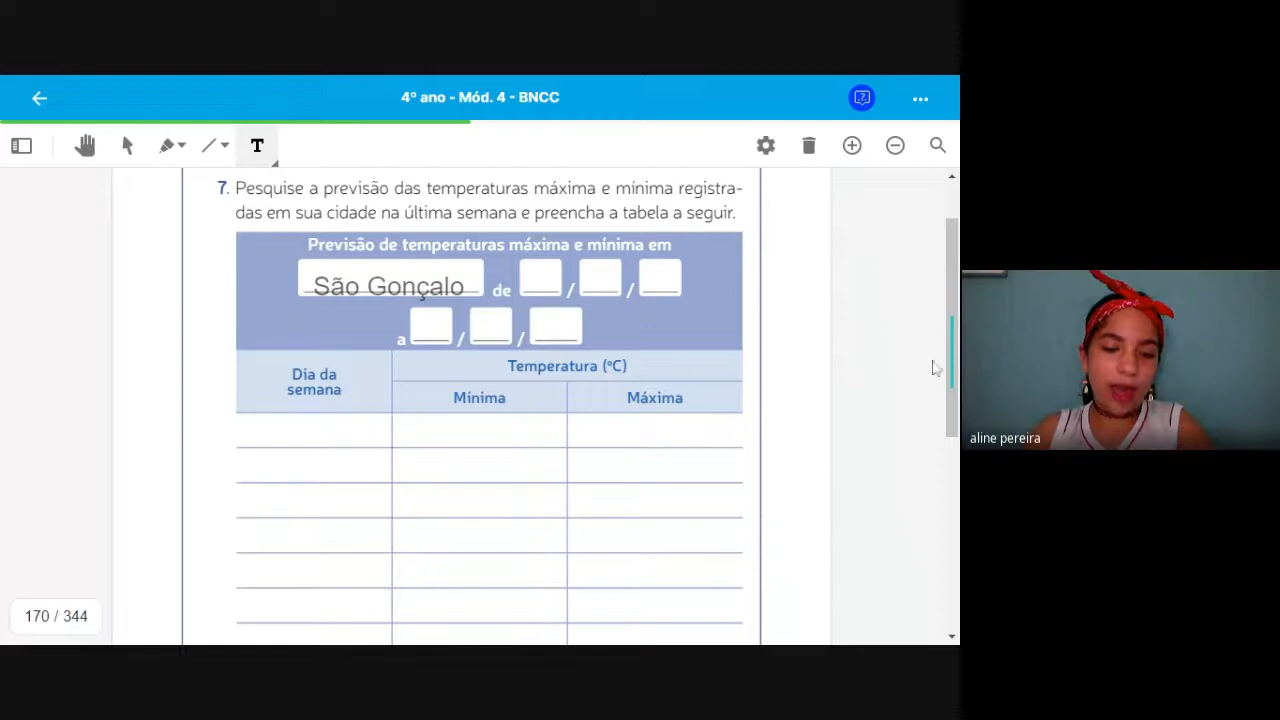 4º ano - Mód. 4 - BNCC
T
7. Pesquise a previsão das temperaturas máxima e mínima registra-
das em sua cidade na última semana e preencha a tabela a seguir.
Previsão de temperaturas máxima e mínima em
São Gonçalo de / /
a / /
Dia da
semana
Temperatura (ºC)
Mínima Máxima
aline pereira
170 / 344